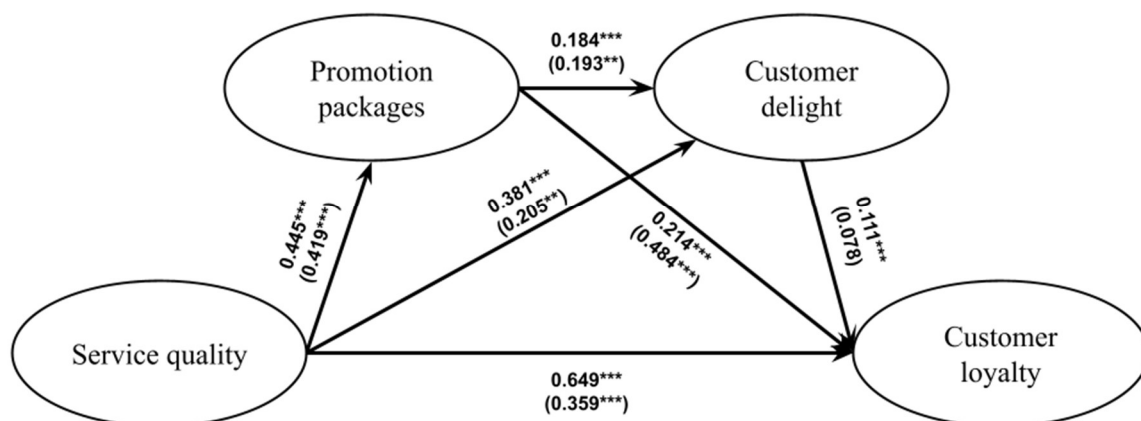 Promotion
packages
0.184***
(0.193**)
Customer
delight
0.445***
(0.419***)
0.381***
(0.205**)
0.214***
(0.484***)
0.111***
(0.078)
Service quality
0.649***
(0.359***)
Customer
loyalty